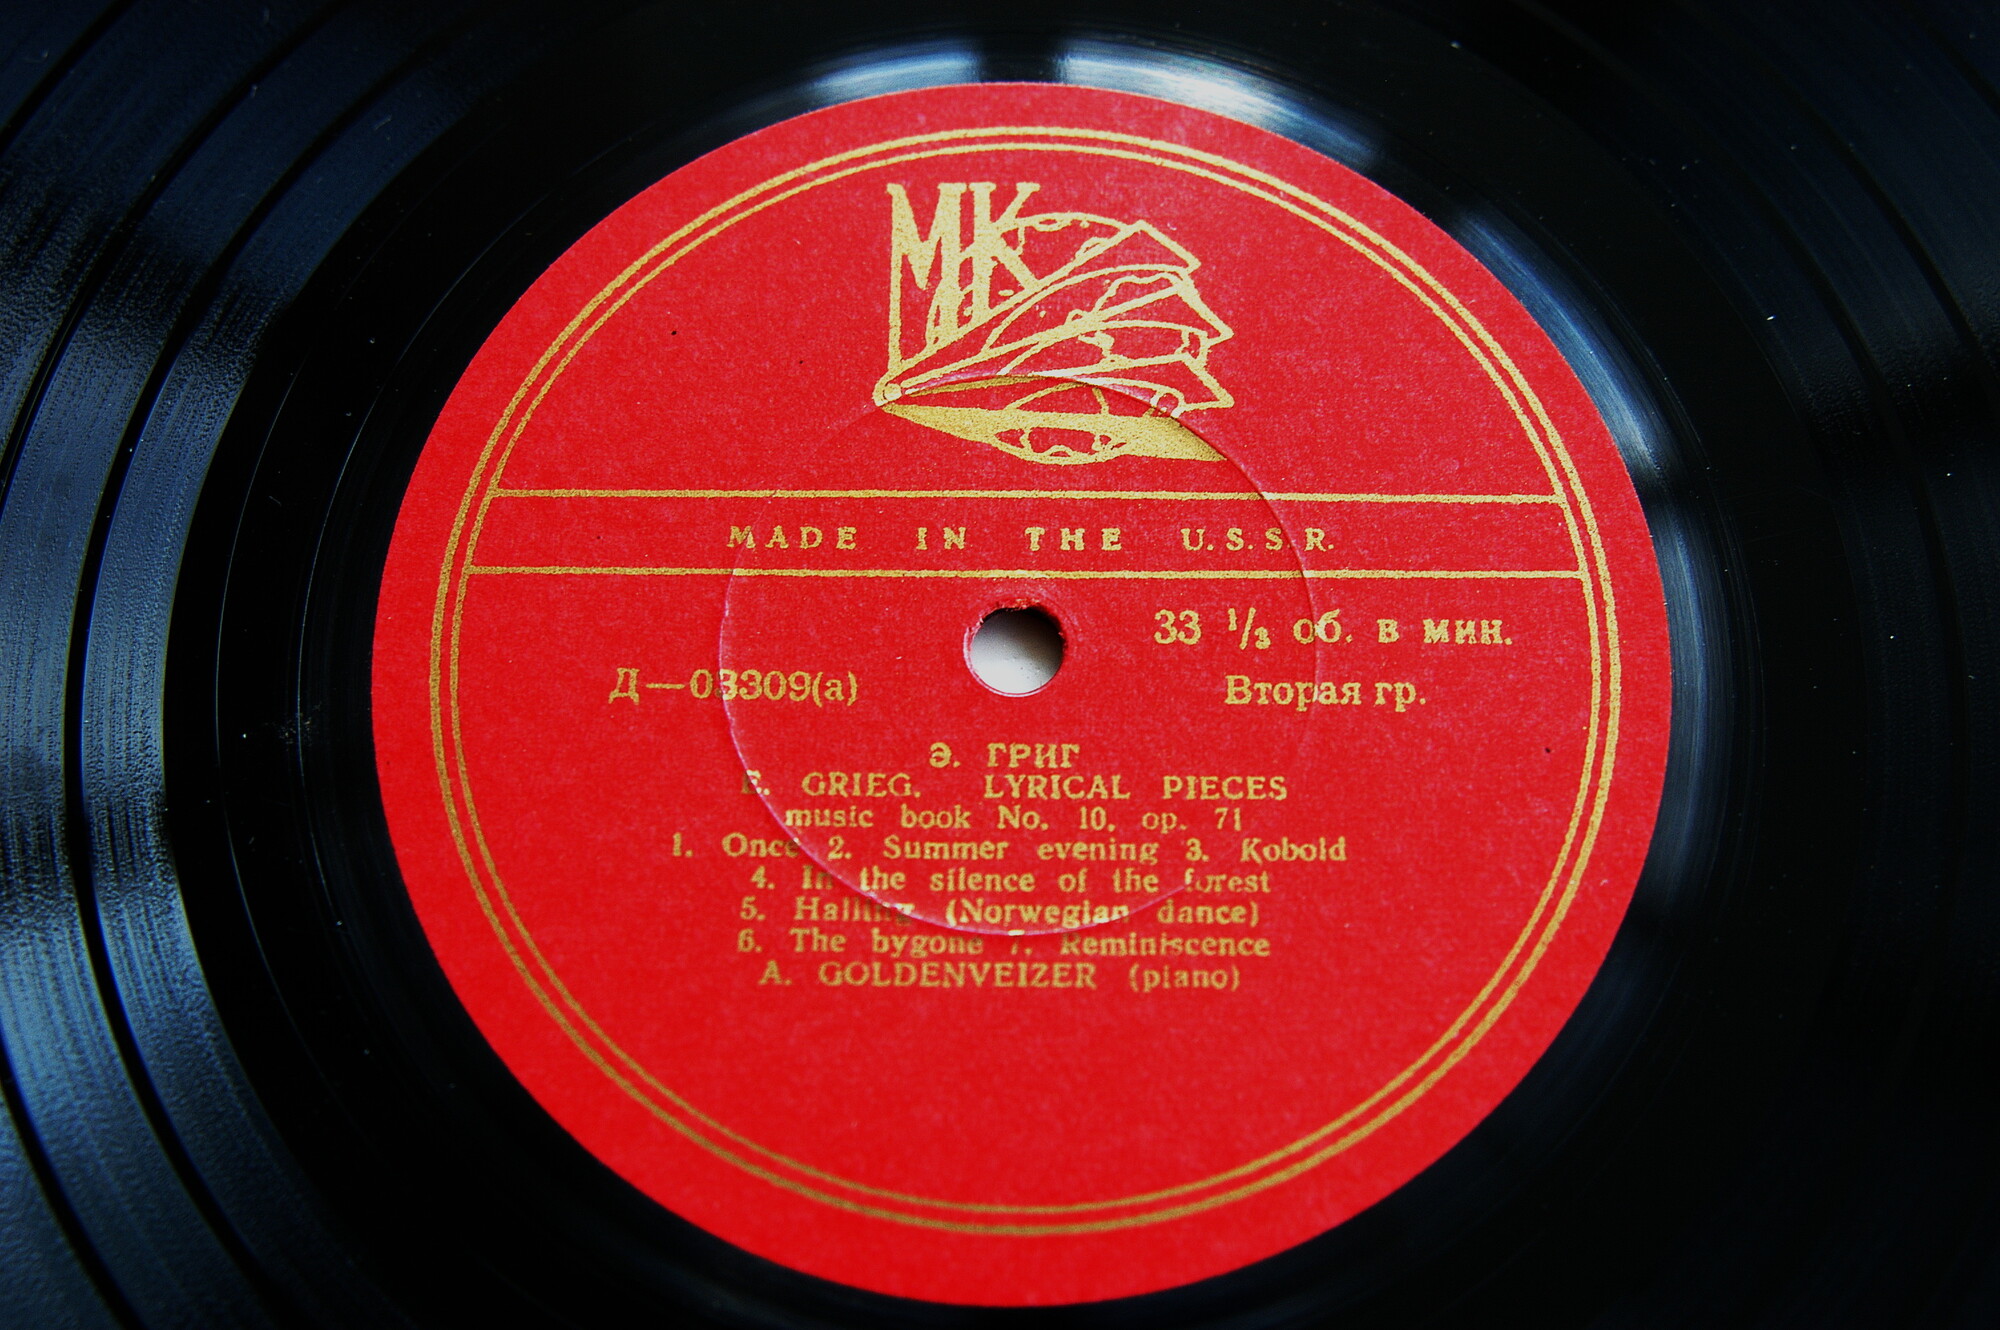 МК
MADE IN THE U.S.S.R.
33 1/3 об. в мин.
Д—03309(а)
Вторая гр.
Э. ГРИГ
E. GRIEG. LYRICAL PIECES
music book No. 10, op. 71
1. Once 2. Summer evening 3. Kobold
4. In the silence of the forest
5. Halling (Norwegian dance)
6. The bygone 7. Reminiscence
A. GOLDENVEIZER (piano)